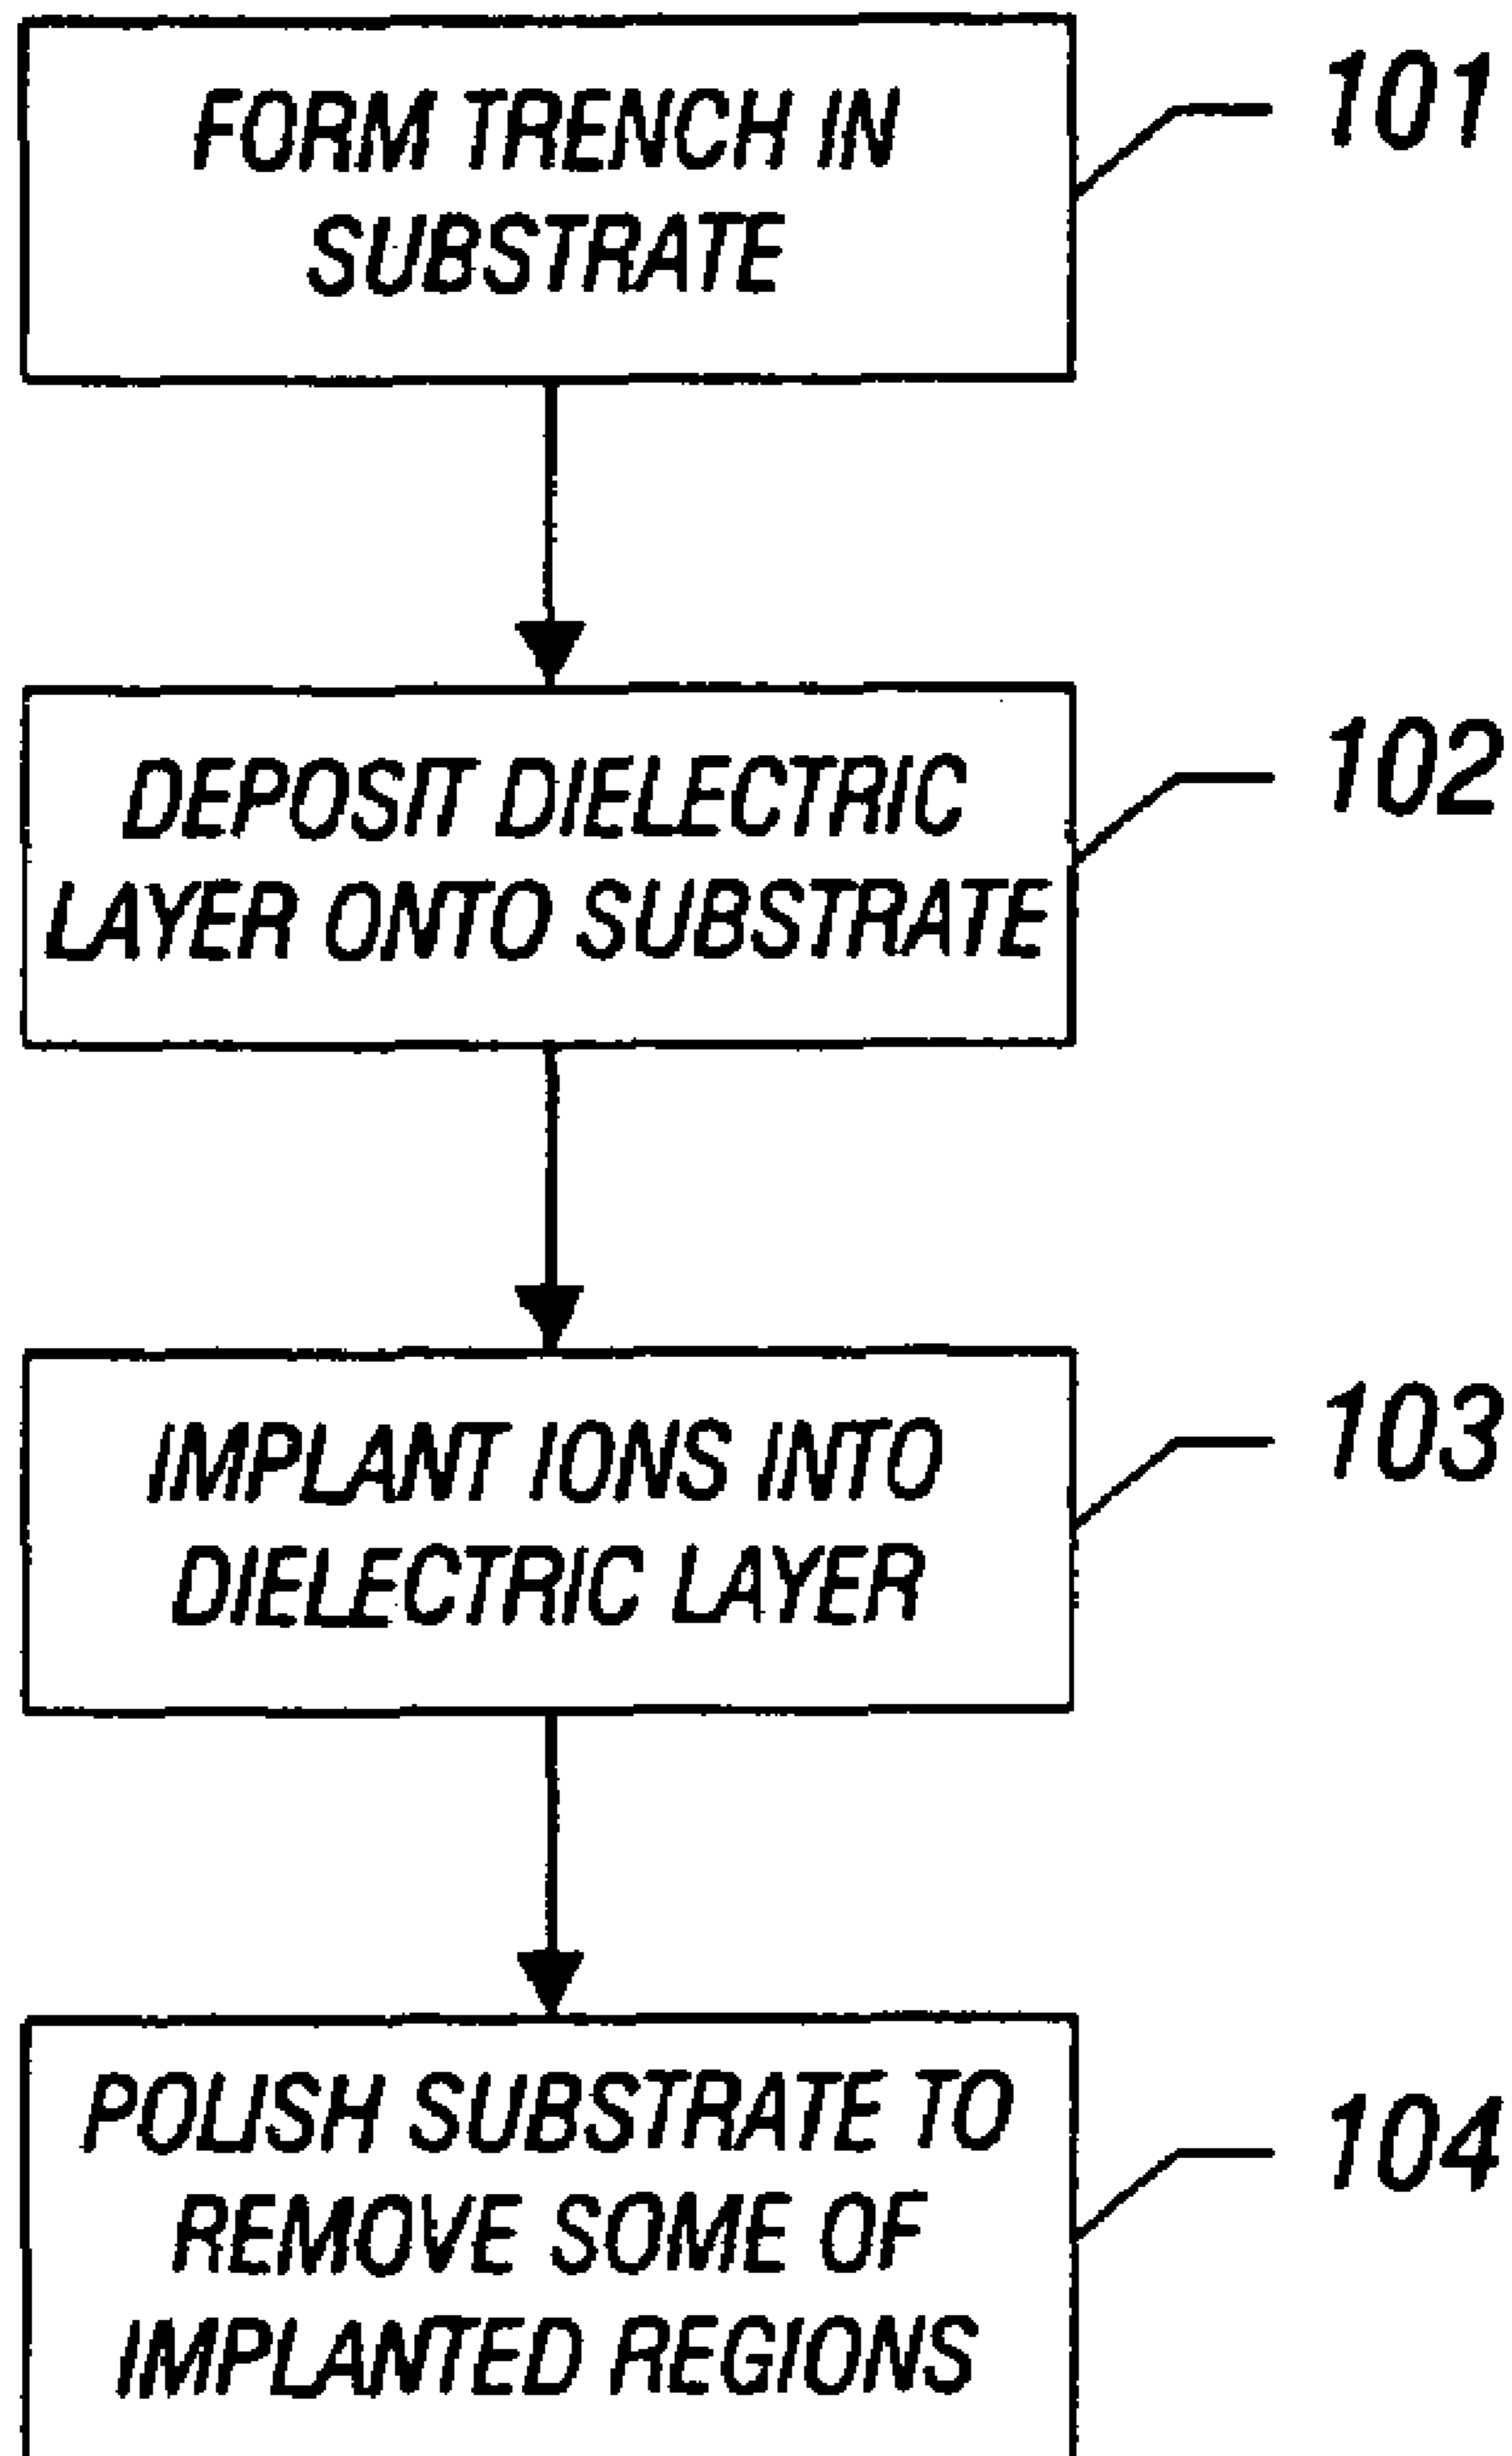 FORM TRENCH IN
SUBSTRATE
101
DEPOSIT DIELECTRIC
LAYER ONTO SUBSTRATE
102
IMPLANT IONS INTO
DIELECTRIC LAYER
103
POLISH SUBSTRATE TO
REMOVE SOME OF
IMPLANTED REGIONS
104